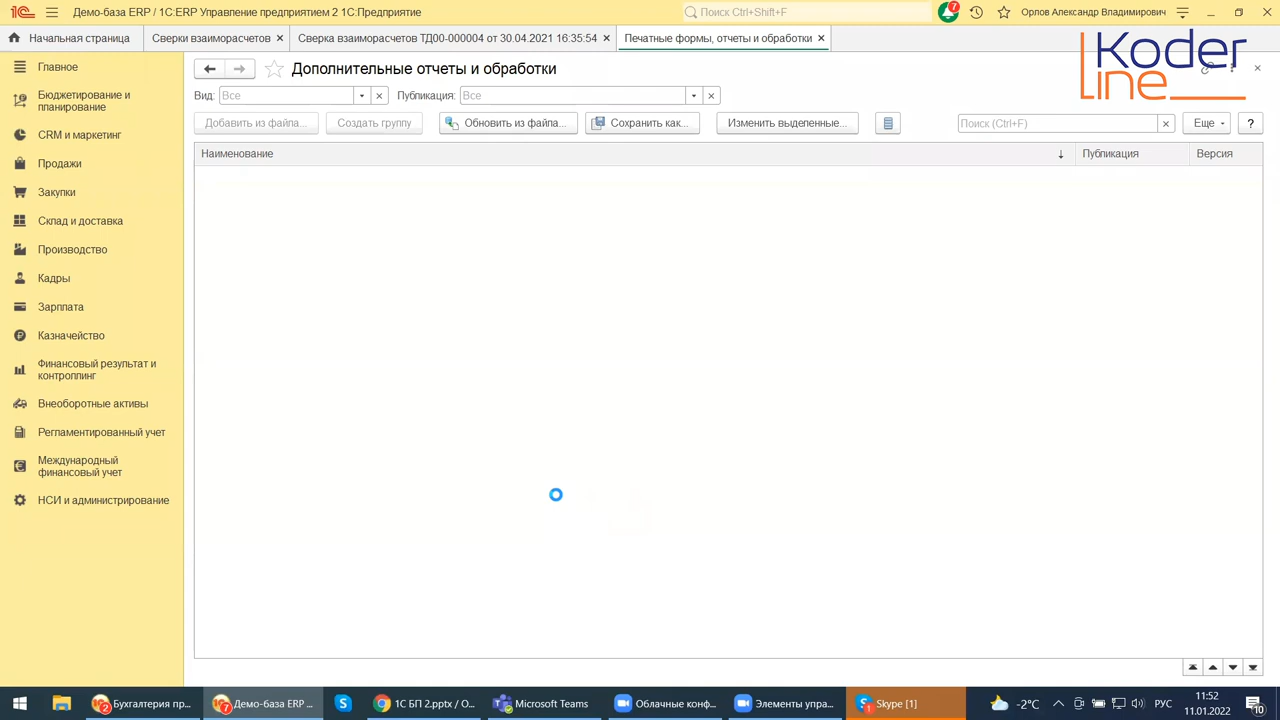 Демо-база ERP / 1С:ERP Управление предприятием 2 1С:Предприятие
Поиск Ctrl+Shift+F
7
Орлов Александр Владимирович
Начальная страница
Сверки взаиморасчетов ×
Сверка взаиморасчетов ТД00-000004 от 30.04.2021 16:35:54 ×
Печатные формы, отчеты и обработки ×
Koder
Line
Главное
Бюджетирование и
планирование
CRM и маркетинг
Продажи
Закупки
Склад и доставка
Производство
Кадры
Зарплата
Казначейство
Финансовый результат и
контроллинг
Внеоборотные активы
Регламентированный учет
Международный
финансовый учет
НСИ и администрирование
Дополнительные отчеты и обработки
Вид: Все
Публикация: Все
Добавить из файла...
Создать группу
Обновить из файла...
Сохранить как...
Изменить выделенные...
Поиск (Ctrl+F)
×
Еще
?
Наименование
Публикация
Версия
2
Бухгалтерия пр...
7
Демо-база ERP ...
1С БП 2.pptx / О...
Microsoft Teams
Облачные конф...
Элементы упра...
Skype [1]
-2°C
РУС
11:52
11.01.2022
10